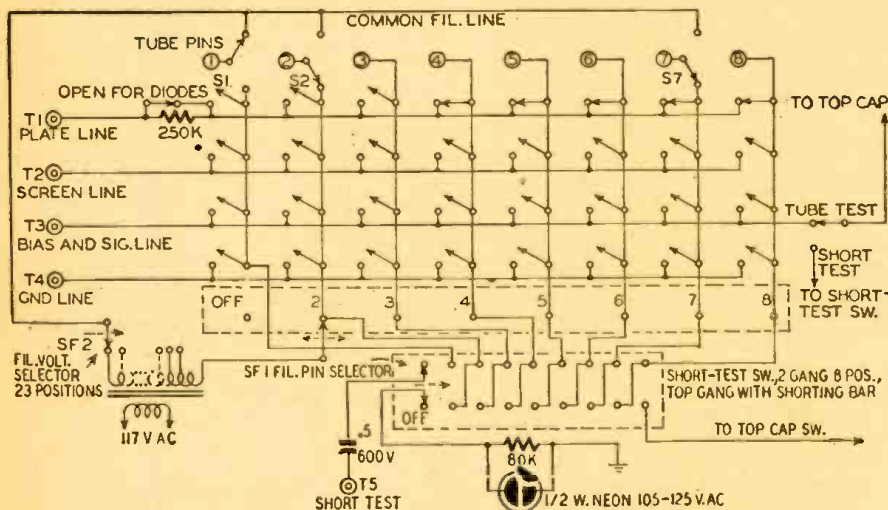 COMMON FIL. LINE
TUBE PINS
1 2 3 4 5 6 7 8
S1 S2 S7
OPEN FOR DIODES
TO TOP CAP
T1
PLATE LINE
250K
T2
SCREEN LINE
T3
BIAS AND SIG. LINE
TUBE TEST
SHORT
TEST
T4
GND LINE
TO SHORT-
TEST SW.
OFF 2 3 4 5 6 7 8
SF2
FIL. VOLT.
SELECTOR
23 POSITIONS
SF1 FIL. PIN SELECTOR
SHORT-TEST SW., 2 GANG 8 POS.,
TOP GANG WITH SHORTING BAR
OFF
117 V AC
.5
600V
TO TOP CAP SW.
80K
T5
SHORT TEST
1/2 W. NEON 105-125 V. AC